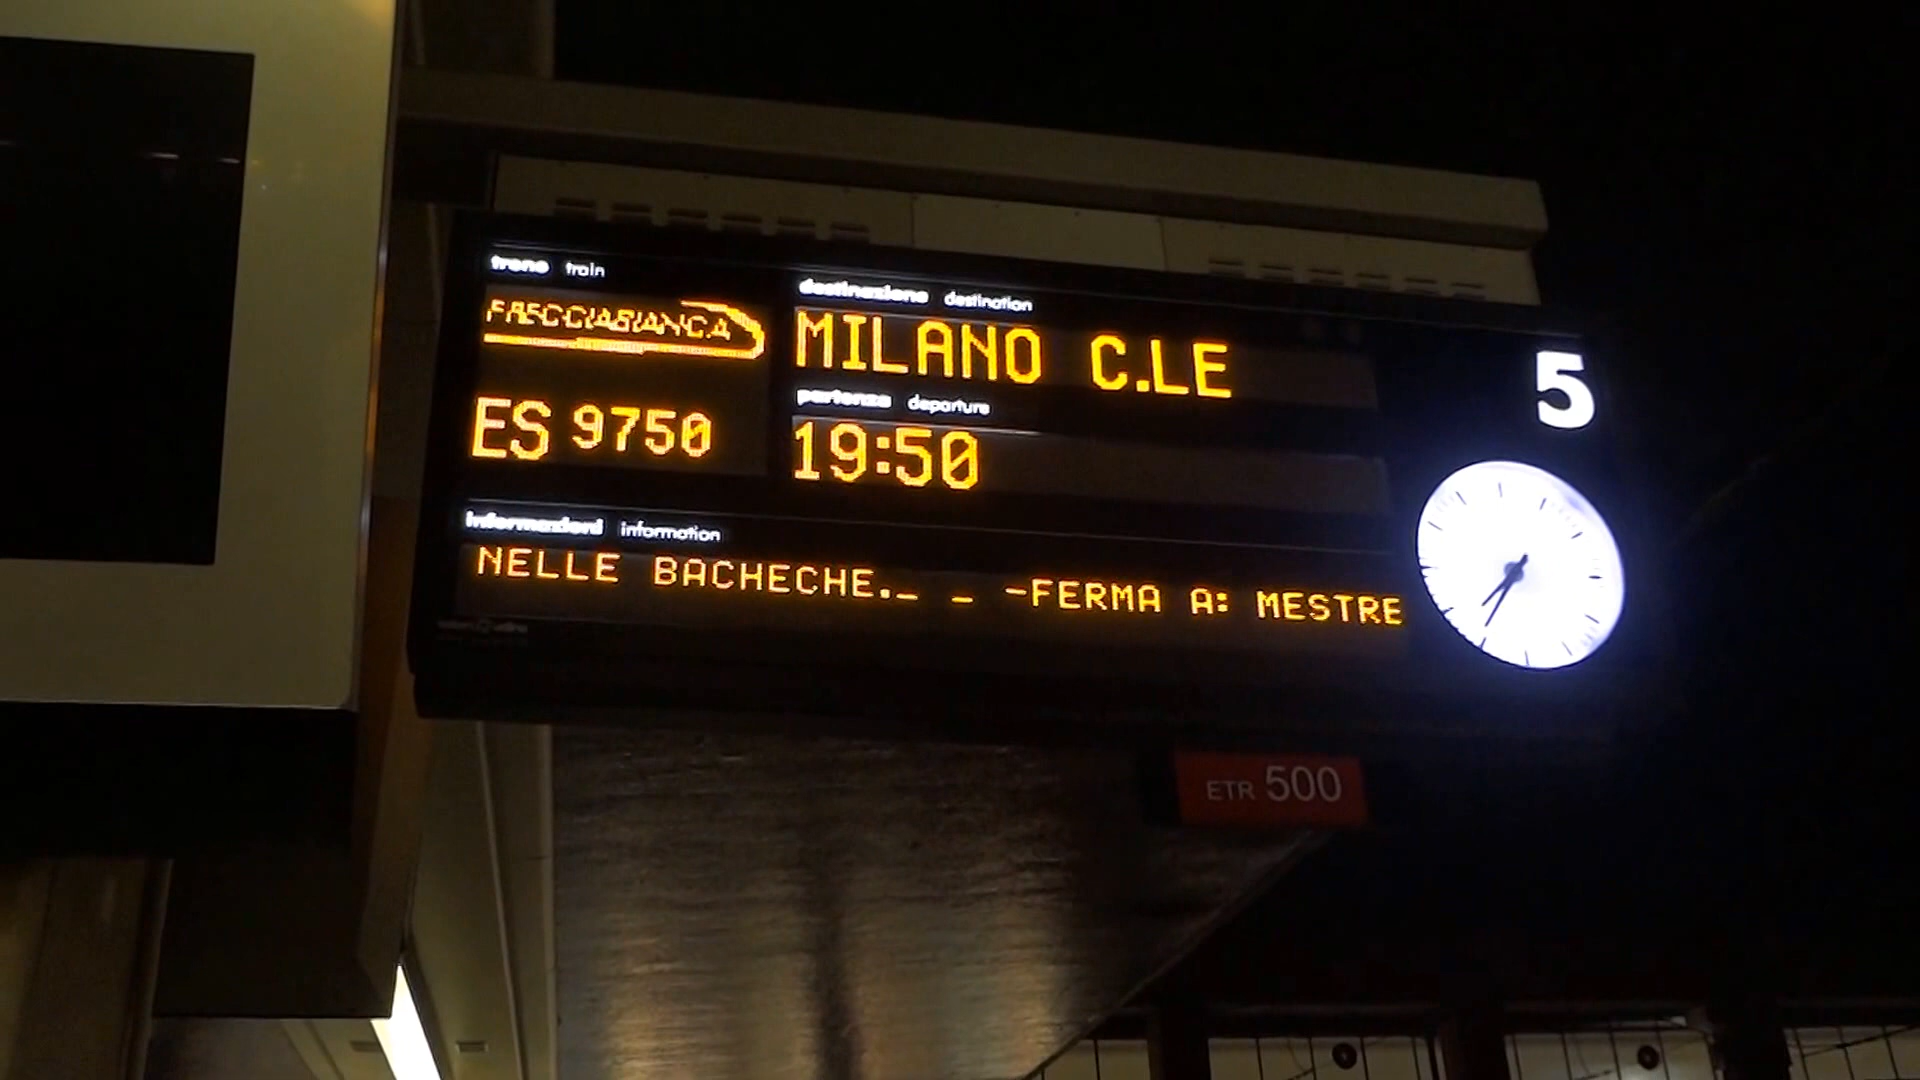 treno train
FRECCIABIANCA
ES 9750
destinazione destination
MILANO C.LE
partenza departure
19:50
5
informazioni information
NELLE BACHECHE._ _ -FERMA A: MESTRE
ETR 500